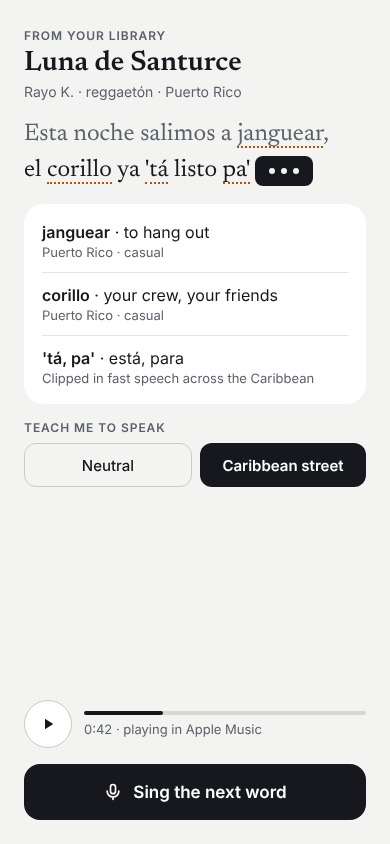 FROM YOUR LIBRARY
Luna de Santurce
Rayo K. · reggaetón · Puerto Rico
Esta noche salimos a janguear,
el corillo ya 'tá listo pa'
janguear · to hang out
Puerto Rico · casual
corillo · your crew, your friends
Puerto Rico · casual
'tá, pa' · está, para
Clipped in fast speech across the Caribbean
TEACH ME TO SPEAK
Neutral
Caribbean street
0:42 · playing in Apple Music
Sing the next word